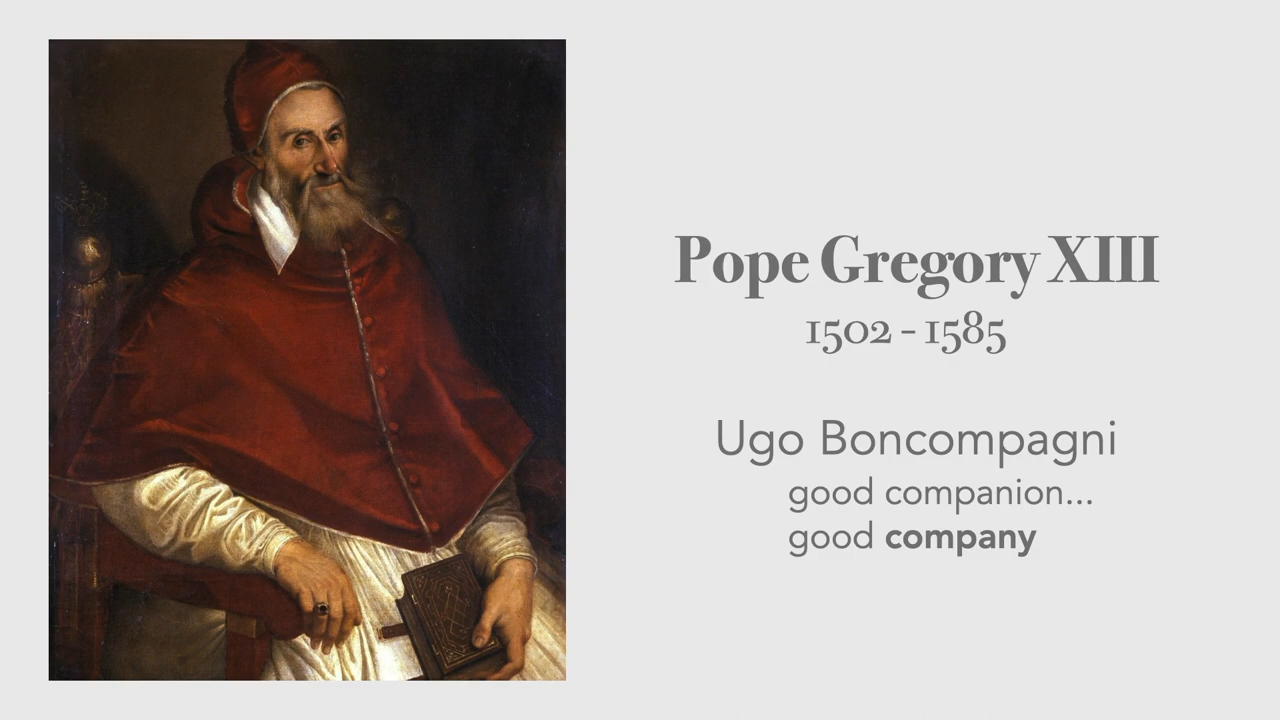 Pope Gregory XIII
1502 - 1585
Ugo Boncompagni
good companion...
good company